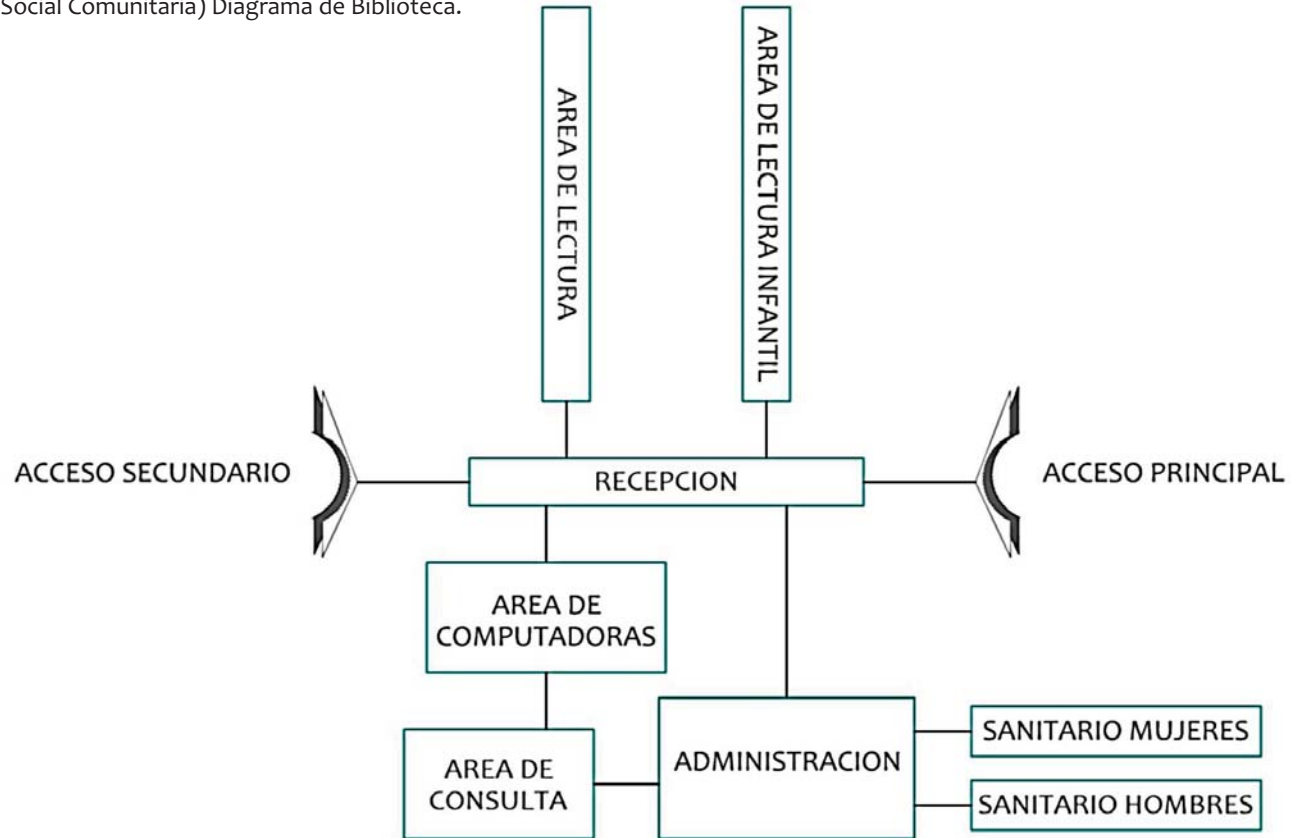 Social Comunitaria) Diagrama de Biblioteca.
AREA DE LECTURA
AREA DE LECTURA INFANTIL
ACCESO SECUNDARIO
RECEPCION
ACCESO PRINCIPAL
AREA DE
COMPUTADORAS
AREA DE
CONSULTA
ADMINISTRACION
SANITARIO MUJERES
SANITARIO HOMBRES